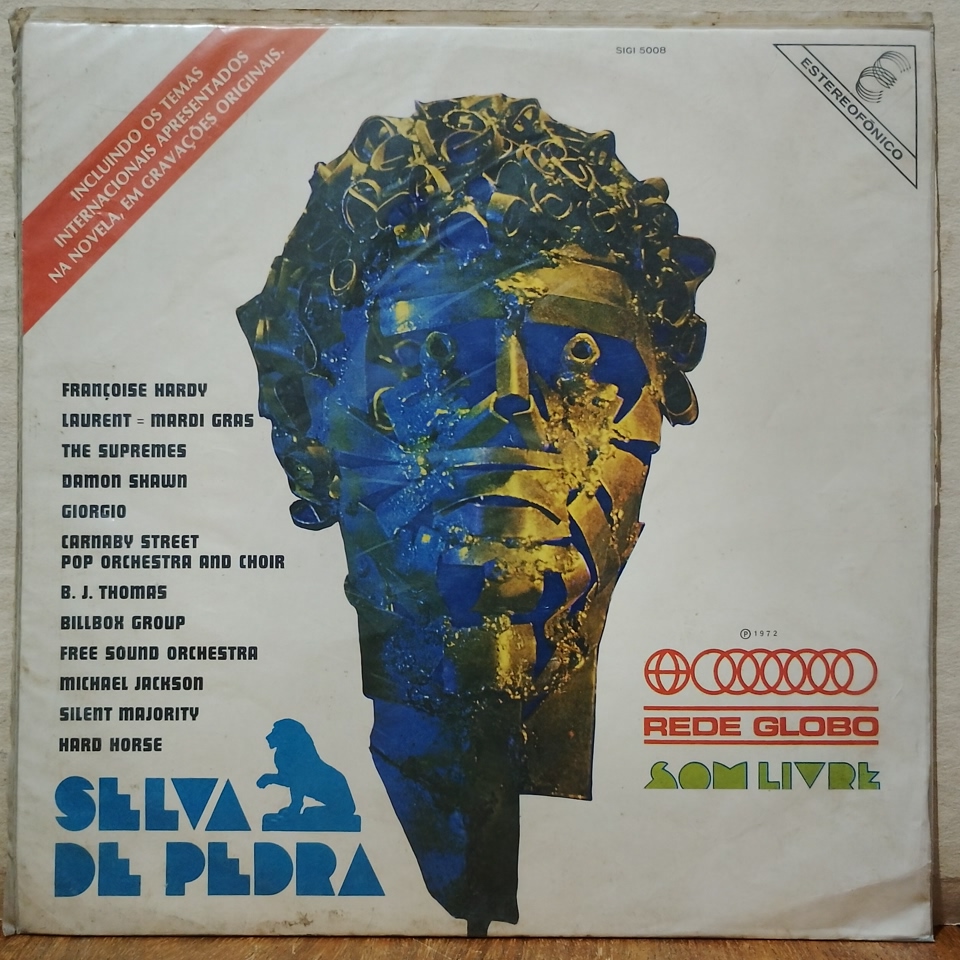 INCLUINDO OS TEMAS
INTERNACIONAIS APRESENTADOS
NA NOVELA, EM GRAVAÇÕES ORIGINAIS.
SIGI 5008
ESTEREOFÔNICO
FRANÇOISE HARDY
LAURENT = MARDI GRAS
THE SUPREMES
DAMON SHAWN
GIORGIO
CARNABY STREET
POP ORCHESTRA AND CHOIR
B. J. THOMAS
BILLBOX GROUP
FREE SOUND ORCHESTRA
MICHAEL JACKSON
SILENT MAJORITY
HARD HORSE
SELVA
DE PEDRA
Ⓟ 1972
REDE GLOBO
SOM LIVRE